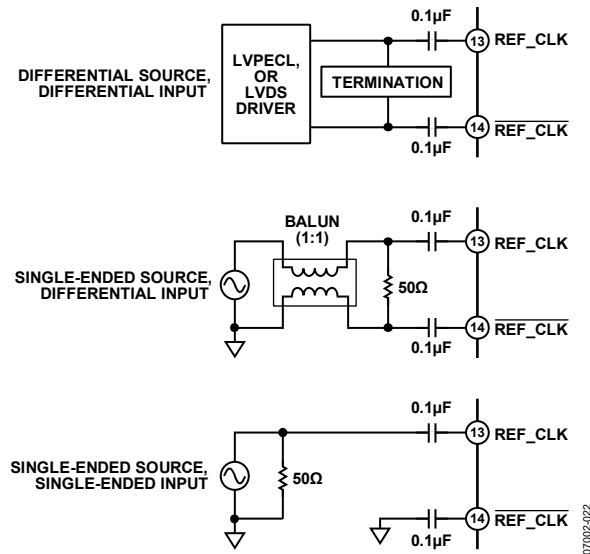 0.1µF
13 REF_CLK
LVPECL,
OR
LVDS
DRIVER
DIFFERENTIAL SOURCE,
DIFFERENTIAL INPUT
TERMINATION
14 REF_CLK
0.1µF
BALUN
(1:1)
0.1µF
13 REF_CLK
SINGLE-ENDED SOURCE,
DIFFERENTIAL INPUT
50Ω
14 REF_CLK
0.1µF
0.1µF
13 REF_CLK
SINGLE-ENDED SOURCE,
SINGLE-ENDED INPUT
50Ω
14 REF_CLK
0.1µF
07002-022